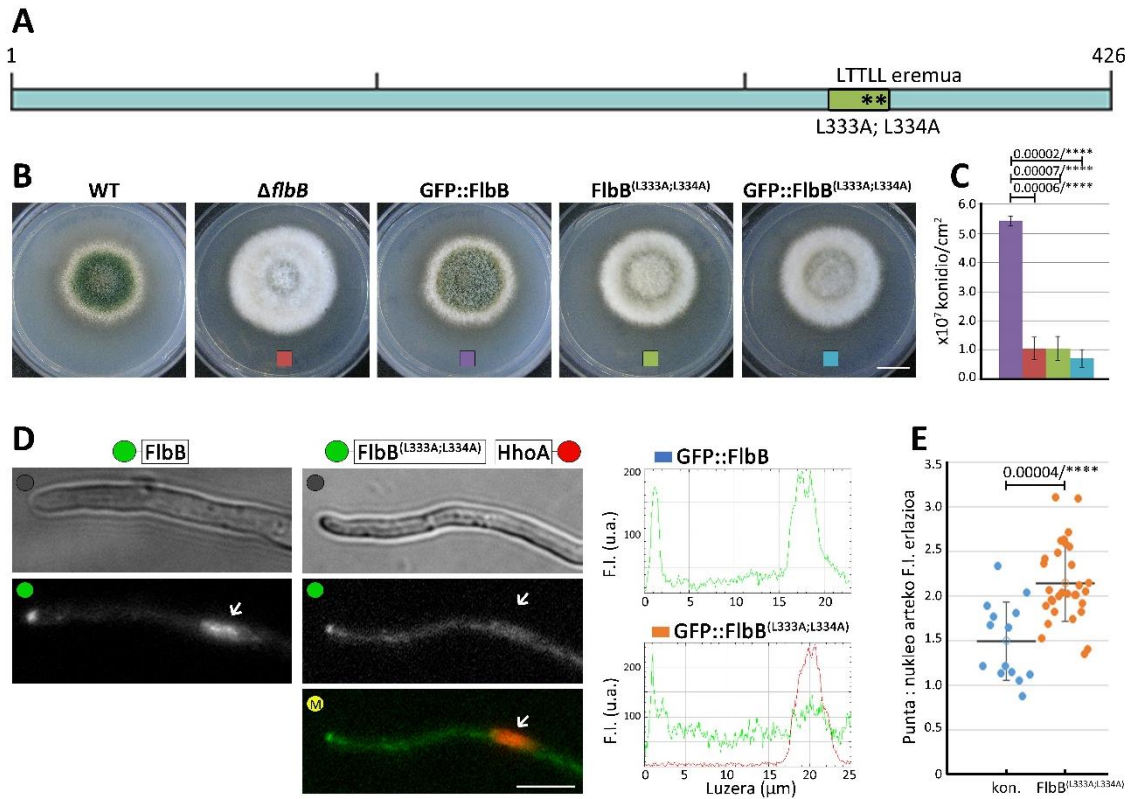 A
1
426
LTTLL eremua
**
L333A; L334A
B
WT
ΔflbB
GFP::FlbB
FlbB(L333A;L334A)
GFP::FlbB(L333A;L334A)
C
0.00002/****
0.00007/****
0.00006/****
6.0
5.0
4.0
3.0
2.0
1.0
0.0
x10⁷ konidio/cm²
D
FlbB
FlbB(L333A;L334A)
HhoA
M
GFP::FlbB
200
100
F.I. (u.a.)
0
5
10
15
20
GFP::FlbB(L333A;L334A)
200
100
F.I. (u.a.)
0
5
10
15
20
25
Luzera (µm)
E
0.00004/****
3.5
3.0
2.5
2.0
1.5
1.0
0.5
0
Punta : nukleo arteko F.I. erlazioa
kon.
FlbB(L333A;L334A)